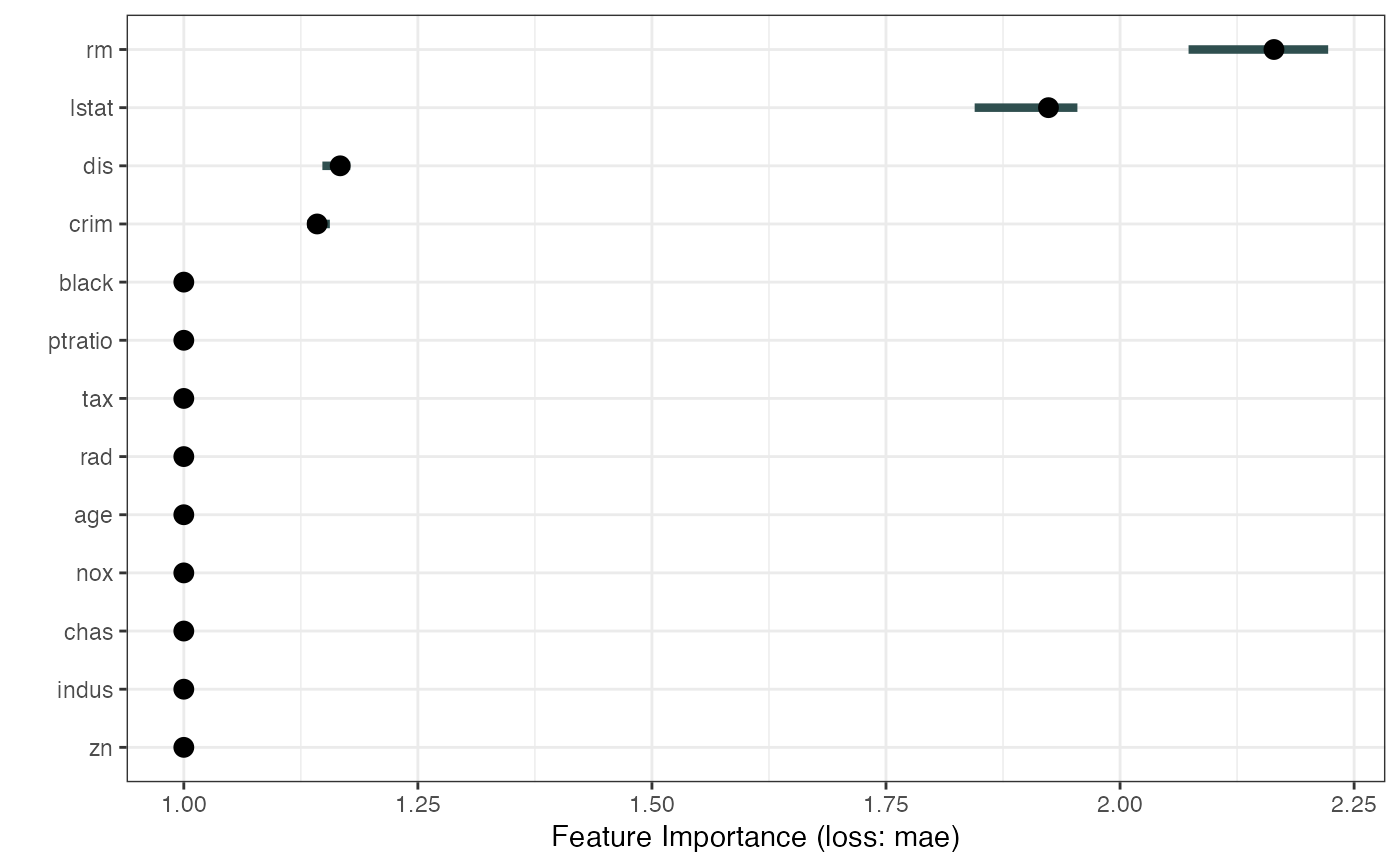 rm
lstat
dis
crim
black
ptratio
tax
rad
age
nox
chas
indus
zn
1.00 1.25 1.50 1.75 2.00 2.25
Feature Importance (loss: mae)